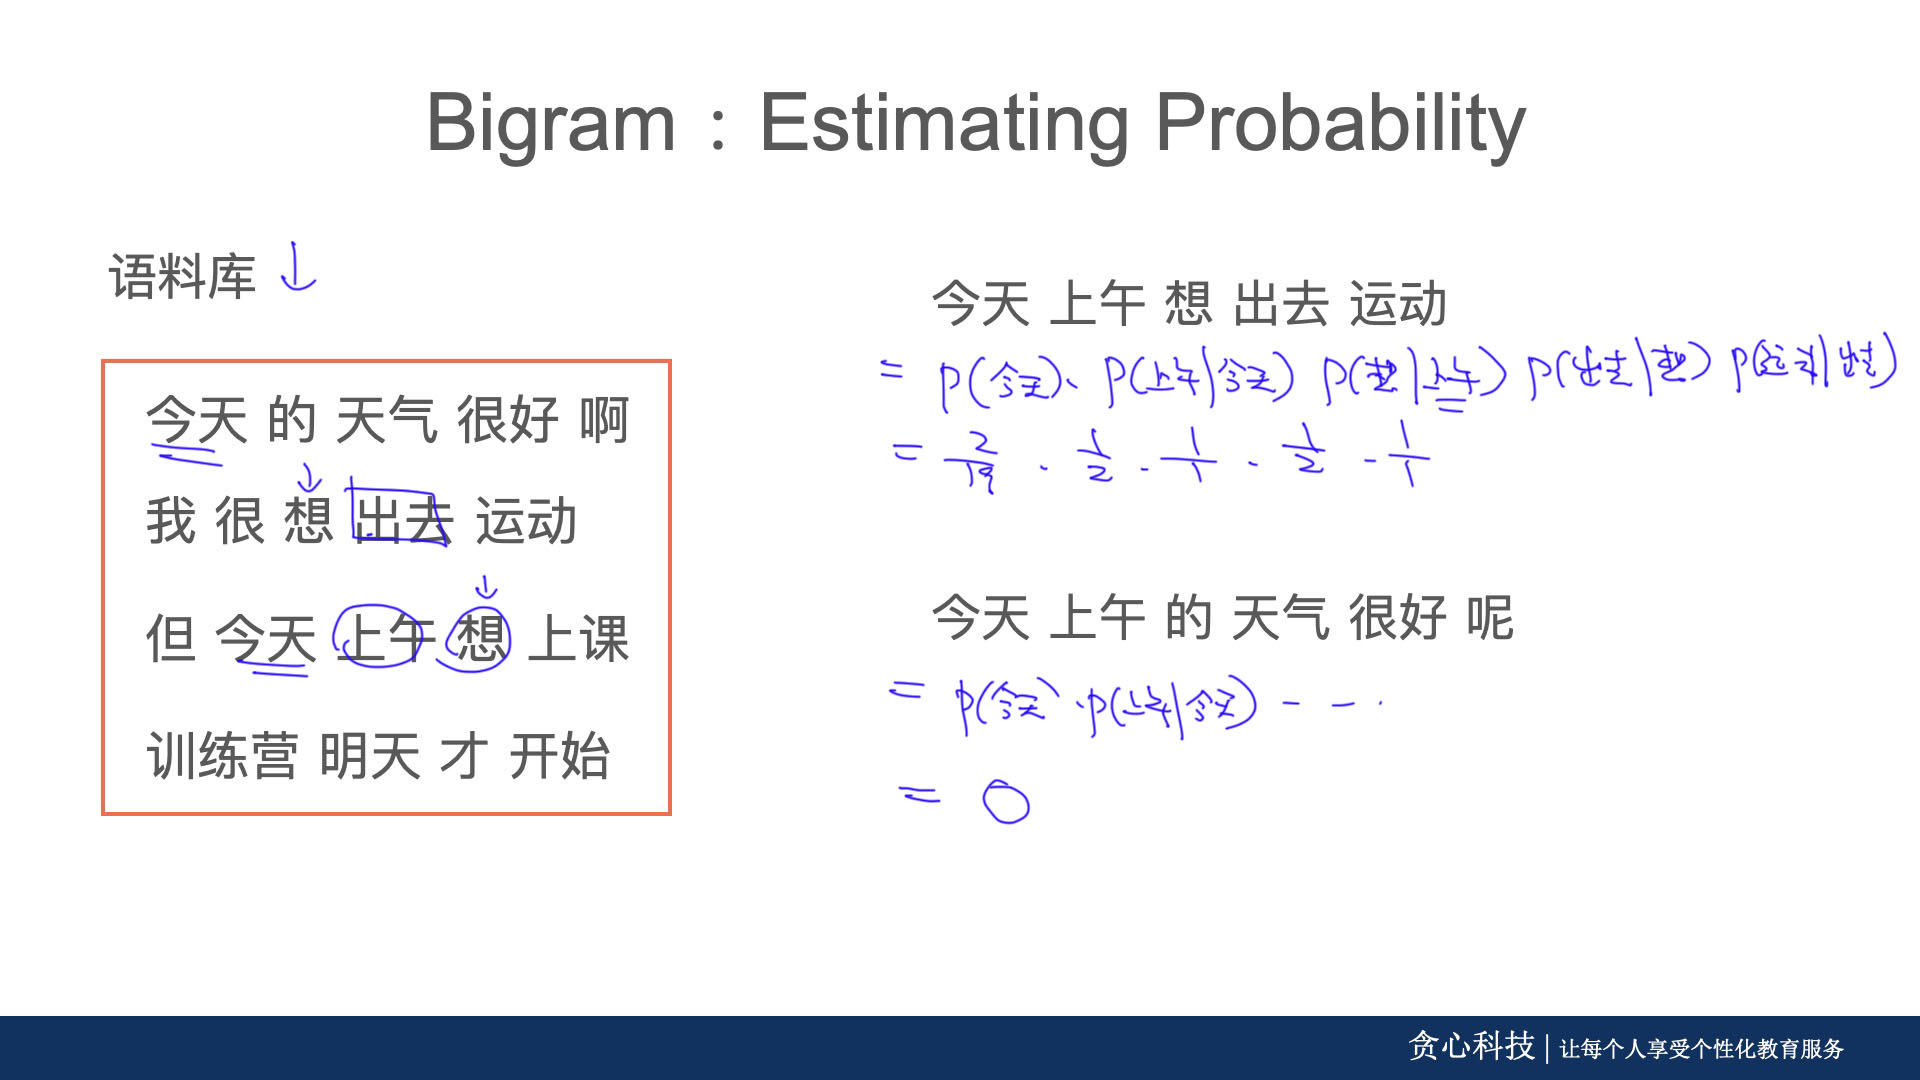 Bigram：Estimating Probability
语料库 ↓
今天 的 天气 很好 啊
我 很 想 出去 运动
但 今天 上午 想 上课
训练营 明天 才 开始
今天 上午 想 出去 运动
= p(今天)、p(上午|今天) p(想|上午) p(出去|想) p(运动|出去)
= 2/19 · 1/2 · 1/1 · 1/2 · 1/1
今天 上午 的 天气 很好 呢
= p(今天)、p(上午|今天) - - ·
= 0
贪心科技 | 让每个人享受个性化教育服务